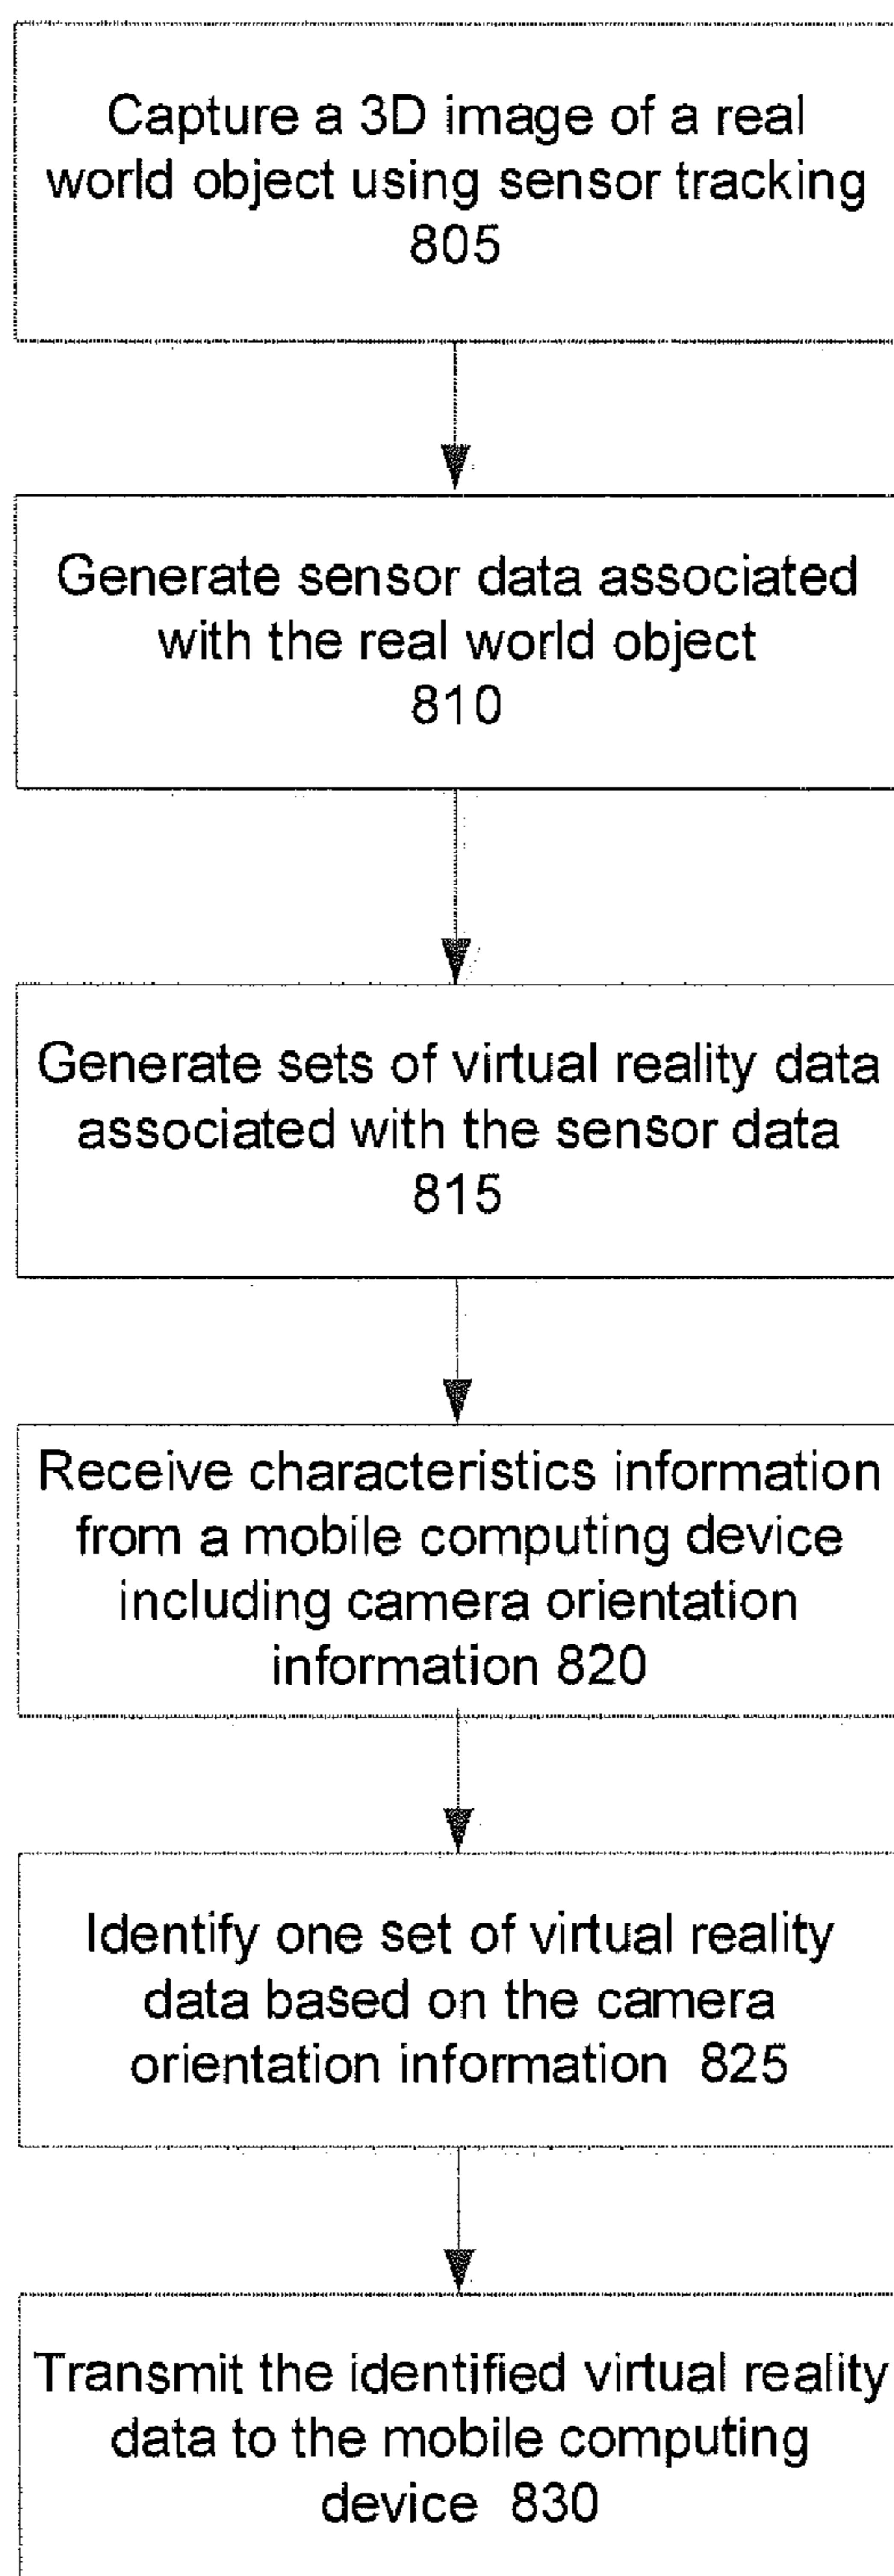 Capture a 3D image of a real
world object using sensor tracking
805
Generate sensor data associated
with the real world object
810
Generate sets of virtual reality data
associated with the sensor data
815
Receive characteristics information
from a mobile computing device
including camera orientation
information 820
Identify one set of virtual reality
data based on the camera
orientation information 825
Transmit the identified virtual reality
data to the mobile computing
device 830